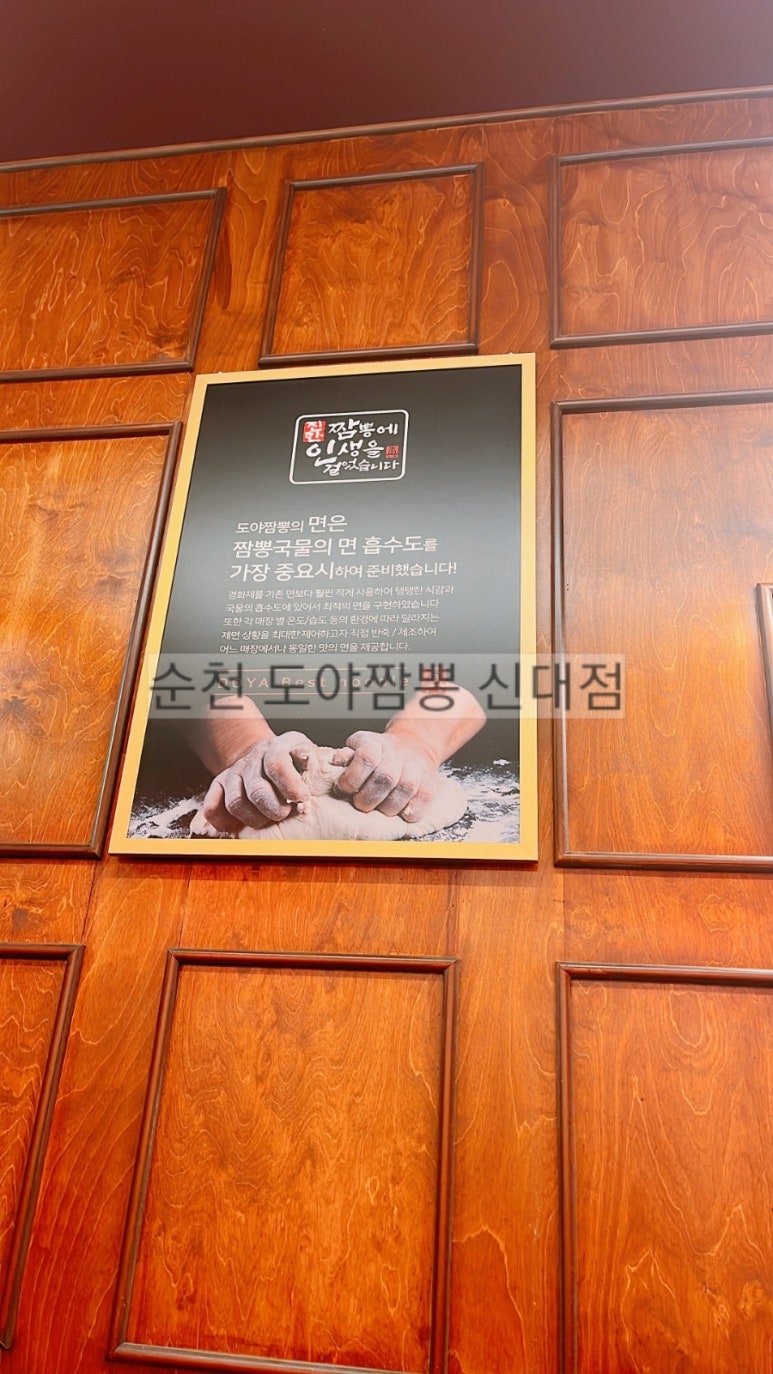 진한 짬뽕에
인생을
걸었습니다
도야짬뽕의 면은
짬뽕국물의 면 흡수도를
가장 중요시하여 준비했습니다!
경화제를 기존 면보다 훨씬 적게 사용하여 탱탱한 식감과
국물의 흡수도에 있어서 최적의 면을 구현하였습니다
또한 각 매장 별 온도/습도 등의 환경에 따라 달라지는
제면 상황을 최대한 제어하고자 직접 반죽 / 제조하여
어느 매장에서나 동일한 맛의 면을 제공합니다.
순천 도야짬뽕 신대점
DOYA Best noodle